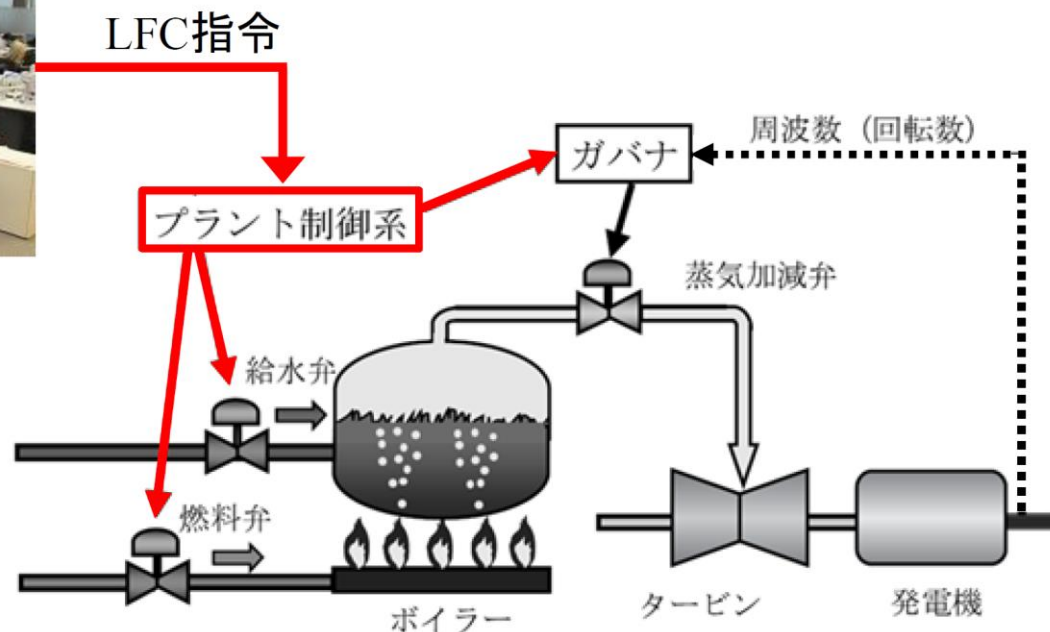 LFC指令
ガバナ
周波数 (回転数)
プラント制御系
蒸気加減弁
給水弁
燃料弁
ボイラー
タービン
発電機